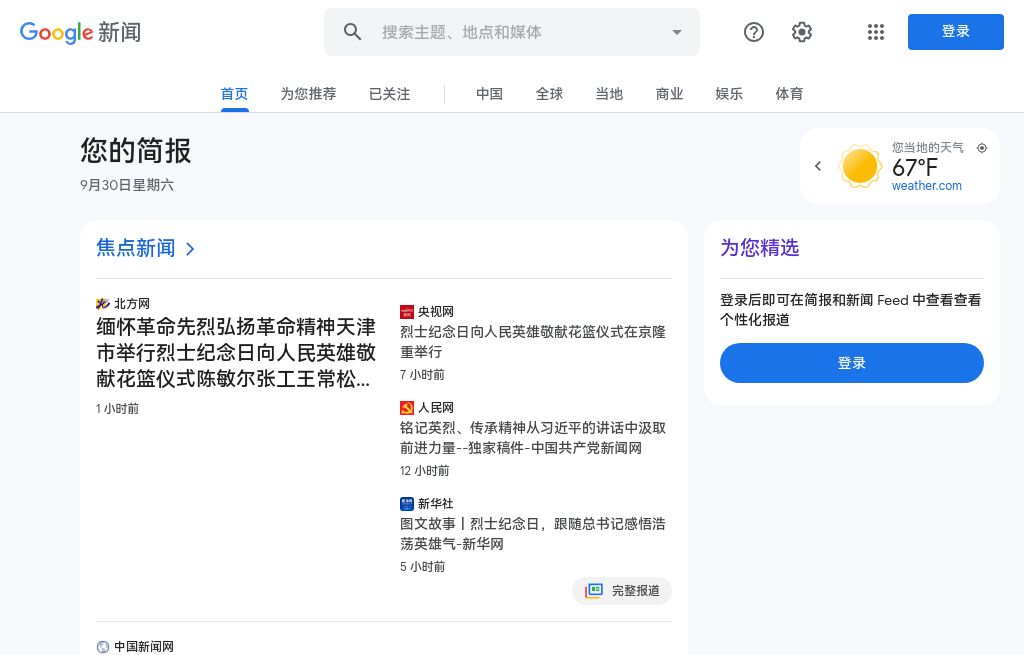 Google 新闻
搜索主题、地点和媒体
登录
首页
为您推荐
已关注
中国
全球
当地
商业
娱乐
体育
您的简报
9月30日星期六
您当地的天气
67°F
weather.com
焦点新闻
北方网
缅怀革命先烈弘扬革命精神天津
市举行烈士纪念日向人民英雄敬
献花篮仪式陈敏尔张工王常松...
1 小时前
央视网
烈士纪念日向人民英雄敬献花篮仪式在京隆
重举行
7 小时前
人民网
铭记英烈、传承精神从习近平的讲话中汲取
前进力量--独家稿件-中国共产党新闻网
12 小时前
新华社
图文故事丨烈士纪念日，跟随总书记感悟浩
荡英雄气-新华网
5 小时前
完整报道
中国新闻网
为您精选
登录后即可在简报和新闻 Feed 中查看查看
个性化报道
登录